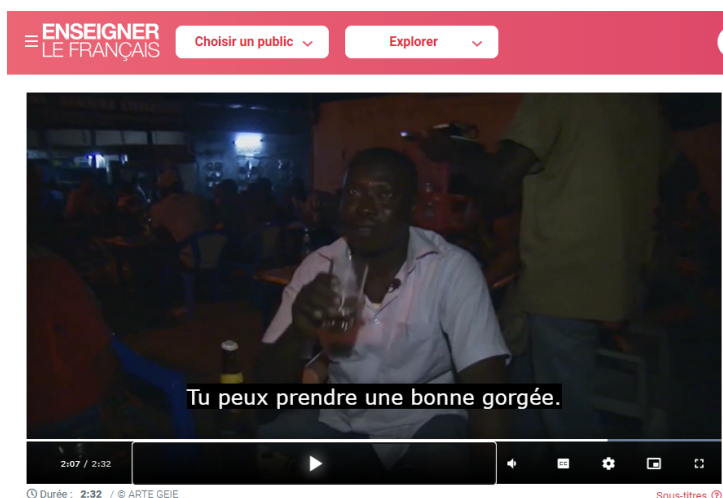 ENSEIGNER
LE FRANÇAIS
Choisir un public
Explorer
Tu peux prendre une bonne gorgée.
2:07 / 2:32
CC
Durée : 2:32 / © ARTE GEIE
Sous-titres ?